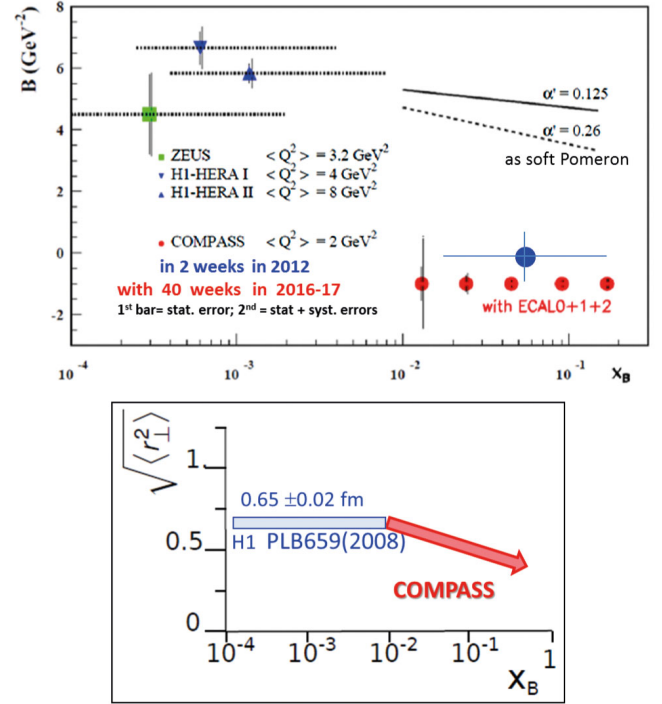 B (GeV⁻²)
8
6
4
2
0
-2
α' = 0.125
α' = 0.26
as soft Pomeron
ZEUS < Q² > = 3.2 GeV²
H1-HERA I < Q² > = 4 GeV²
H1-HERA II < Q² > = 8 GeV²
COMPASS < Q² > = 2 GeV²
in 2 weeks in 2012
with 40 weeks in 2016-17
1st bar= stat. error; 2nd = stat + syst. errors
with ECAL0+1+2
10⁻⁴ 10⁻³ 10⁻² 10⁻¹ x_B
√⟨r²⊥⟩
1
0.5
0
0.65 ±0.02 fm
H1 PLB659(2008)
COMPASS
10⁻⁴ 10⁻³ 10⁻² 10⁻¹ 1
x_B